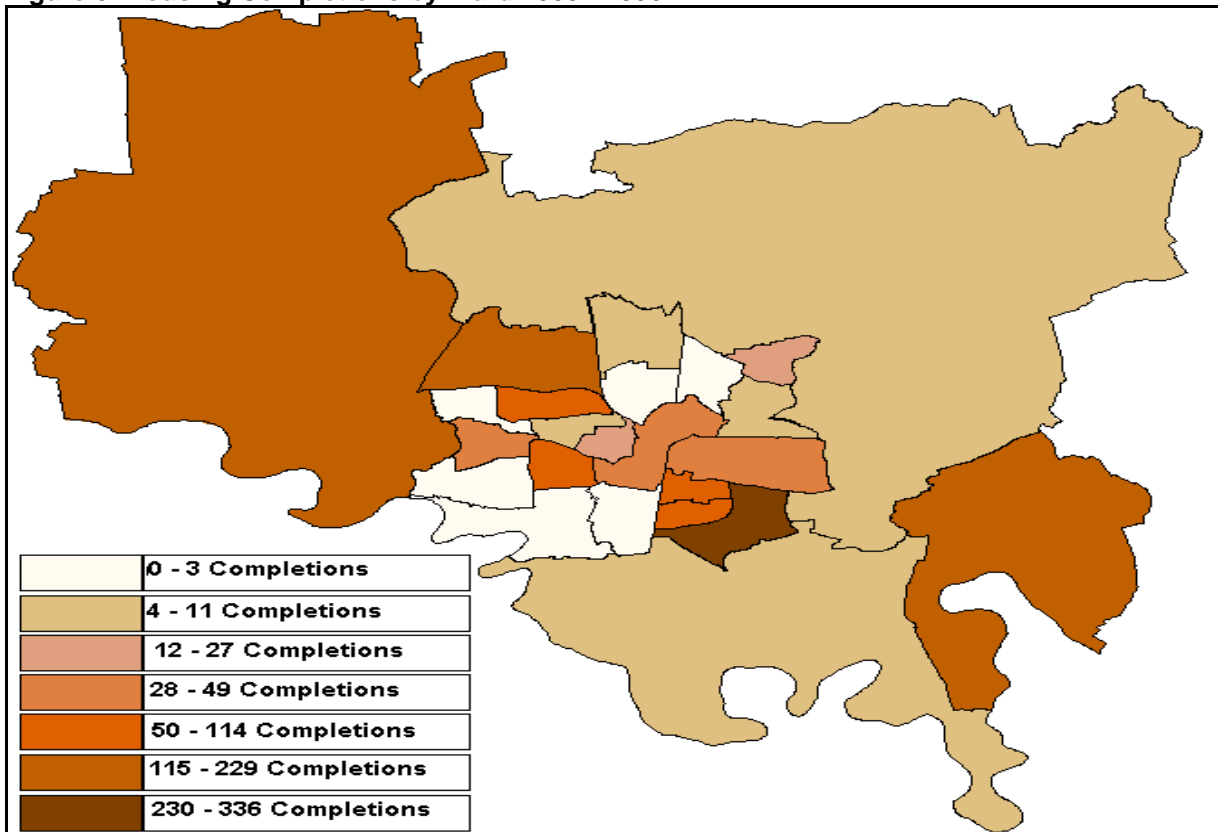 0 - 3 Completions
4 - 11 Completions
12 - 27 Completions
28 - 49 Completions
50 - 114 Completions
115 - 229 Completions
230 - 336 Completions